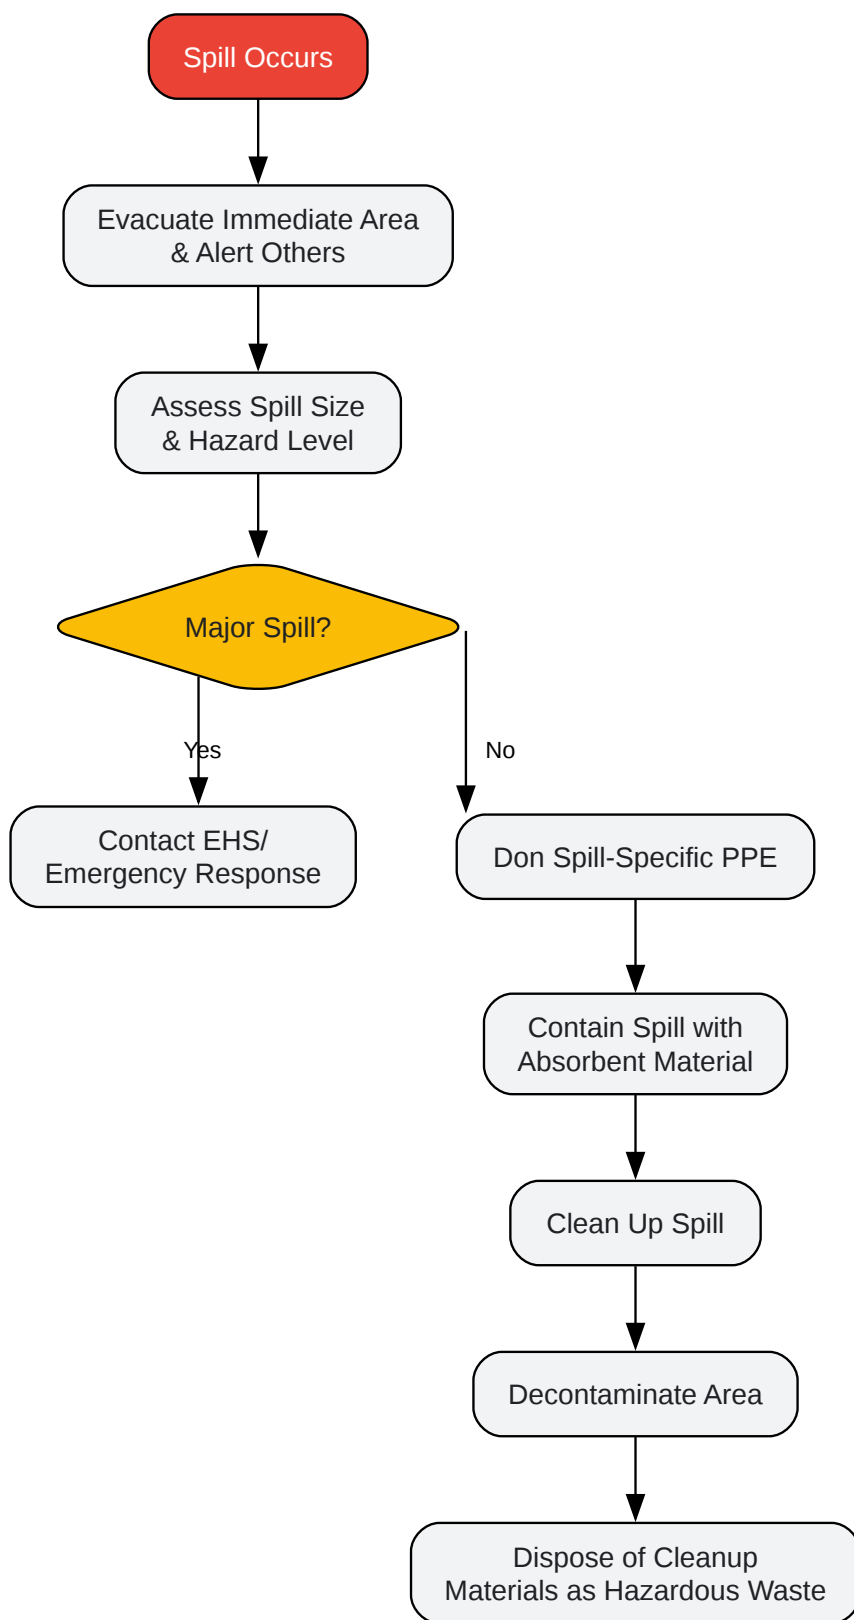 Spill Occurs
Evacuate Immediate Area
& Alert Others
Assess Spill Size
& Hazard Level
Major Spill?
Yes
No
Contact EHS/
Emergency Response
Don Spill-Specific PPE
Contain Spill with
Absorbent Material
Clean Up Spill
Decontaminate Area
Dispose of Cleanup
Materials as Hazardous Waste